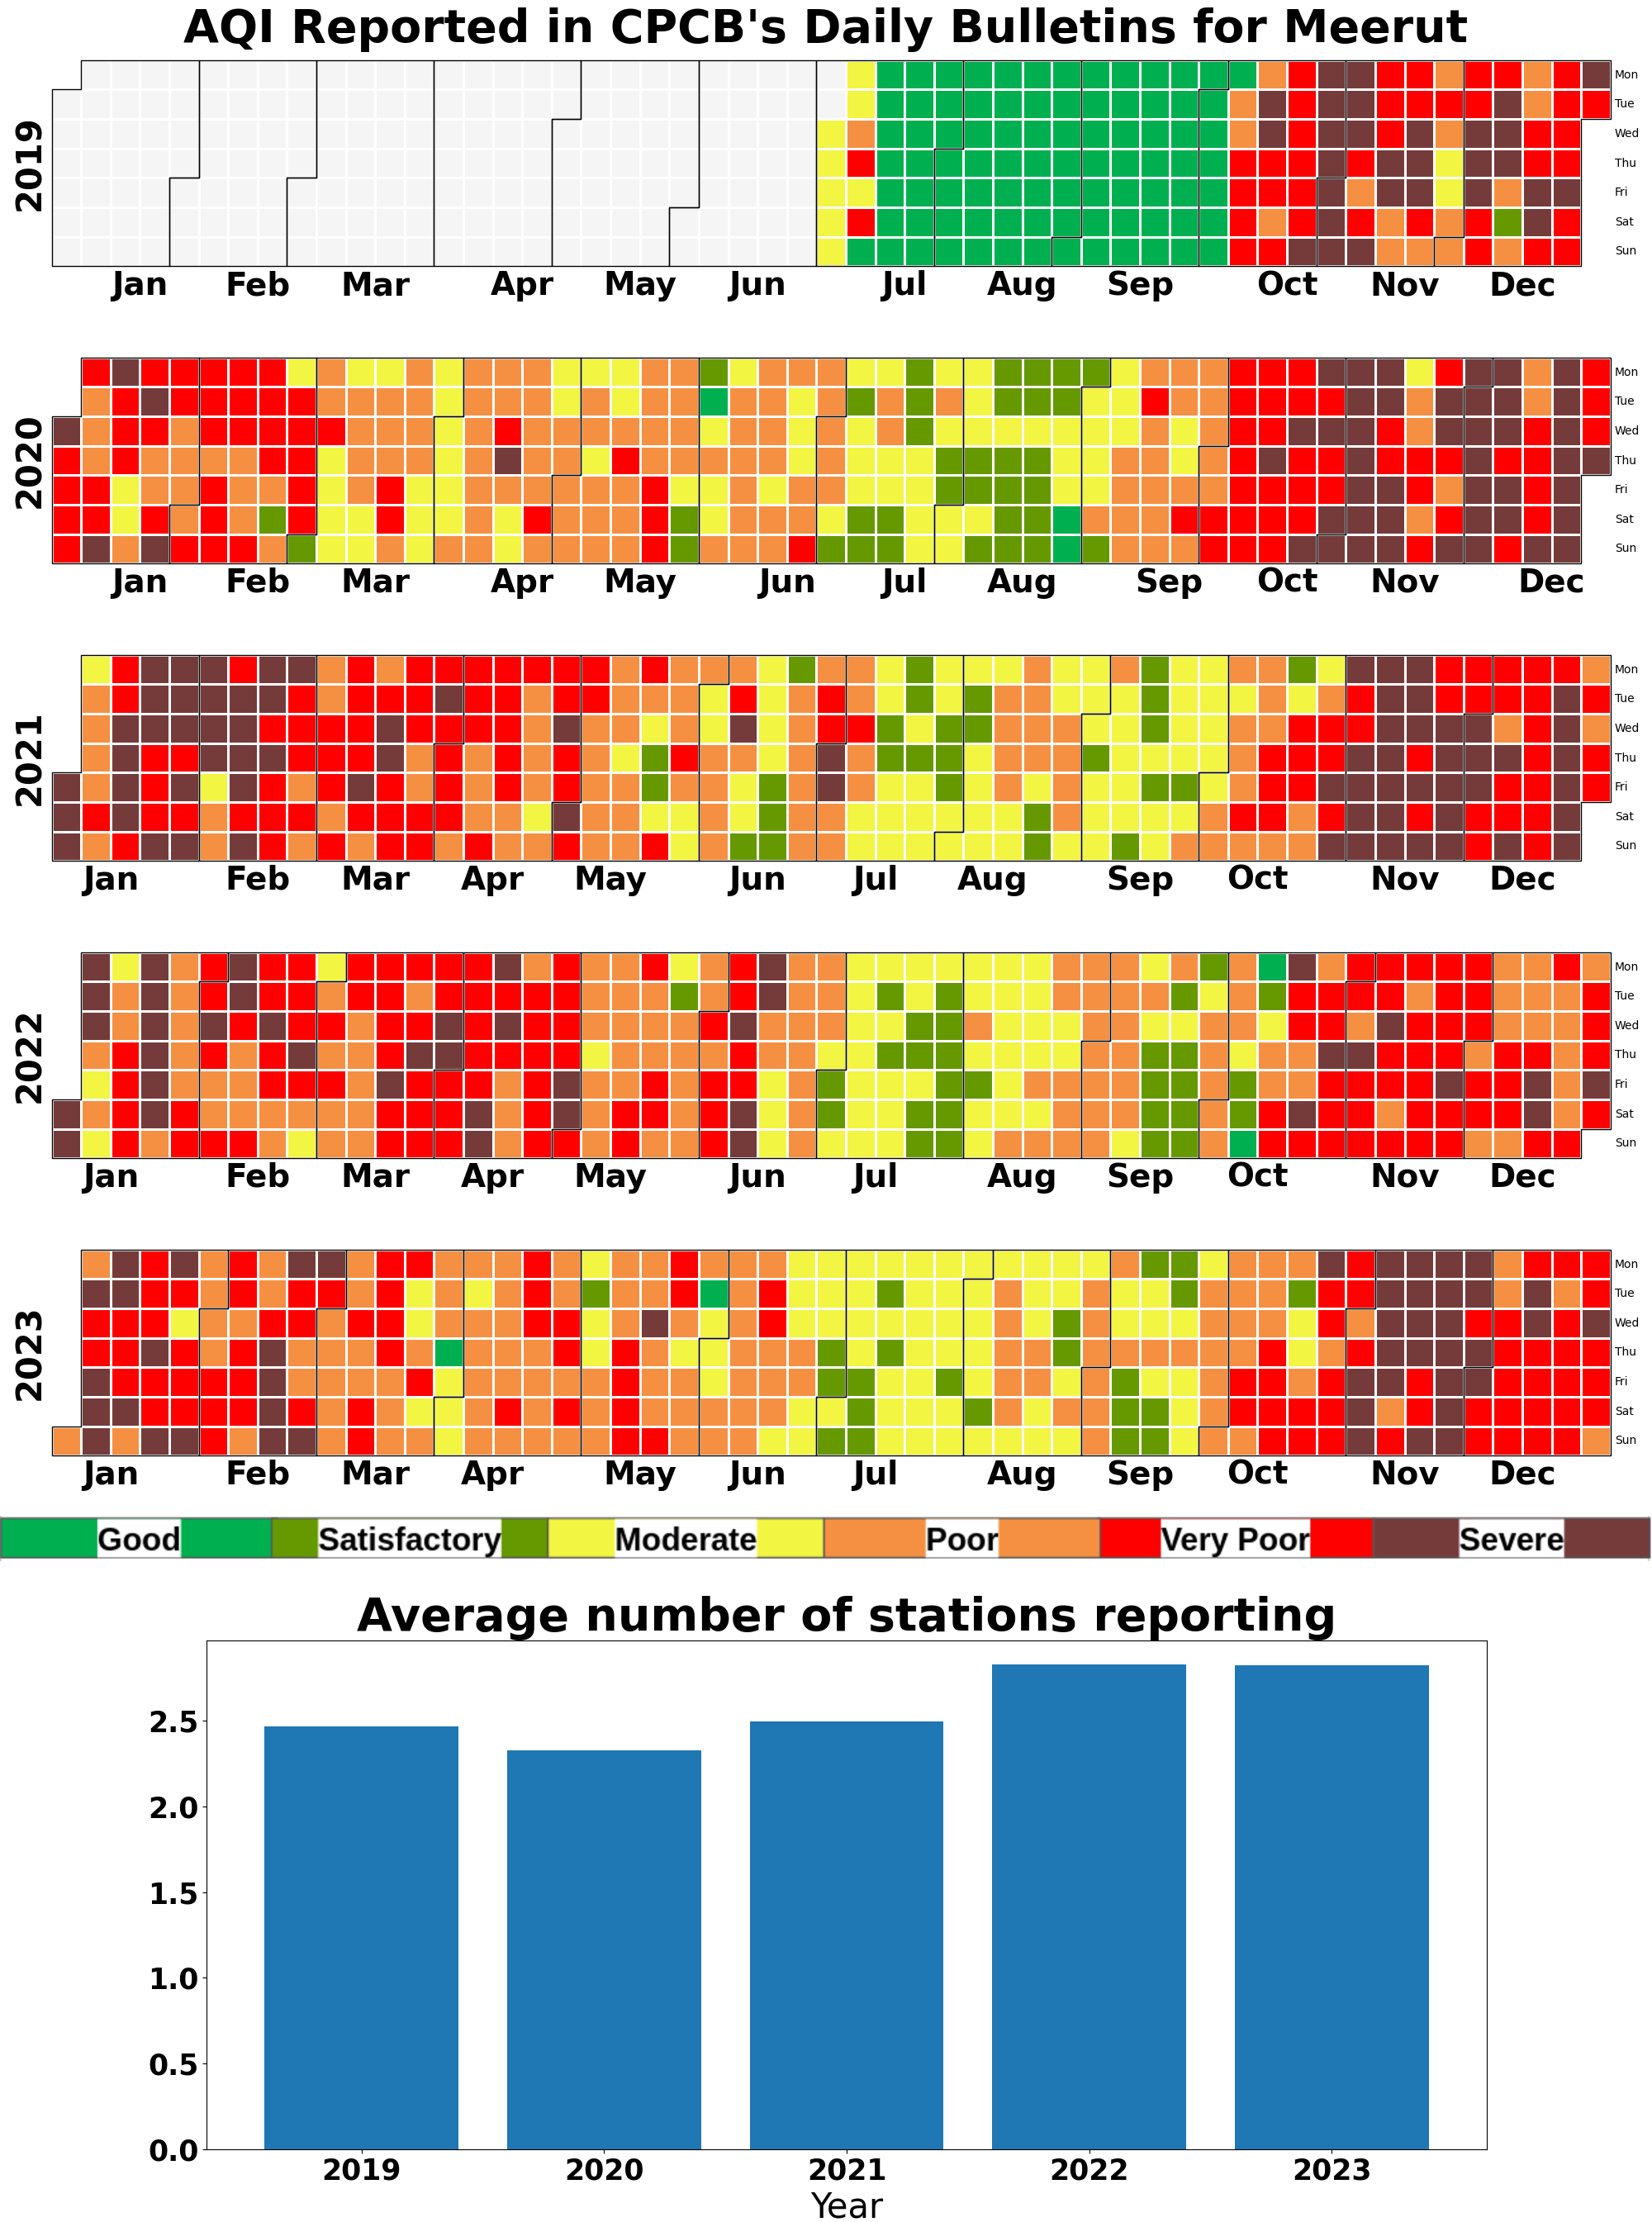 AQI Reported in CPCB's Daily Bulletins for Meerut
2019
Mon
Tue
Wed
Thu
Fri
Sat
Sun
Jan Feb Mar Apr May Jun Jul Aug Sep Oct Nov Dec
2020
Mon
Tue
Wed
Thu
Fri
Sat
Sun
Jan Feb Mar Apr May Jun Jul Aug Sep Oct Nov Dec
2021
Mon
Tue
Wed
Thu
Fri
Sat
Sun
Jan Feb Mar Apr May Jun Jul Aug Sep Oct Nov Dec
2022
Mon
Tue
Wed
Thu
Fri
Sat
Sun
Jan Feb Mar Apr May Jun Jul Aug Sep Oct Nov Dec
2023
Mon
Tue
Wed
Thu
Fri
Sat
Sun
Jan Feb Mar Apr May Jun Jul Aug Sep Oct Nov Dec
Good Satisfactory Moderate Poor Very Poor Severe
Average number of stations reporting
2.5
2.0
1.5
1.0
0.5
0.0
2019 2020 2021 2022 2023
Year